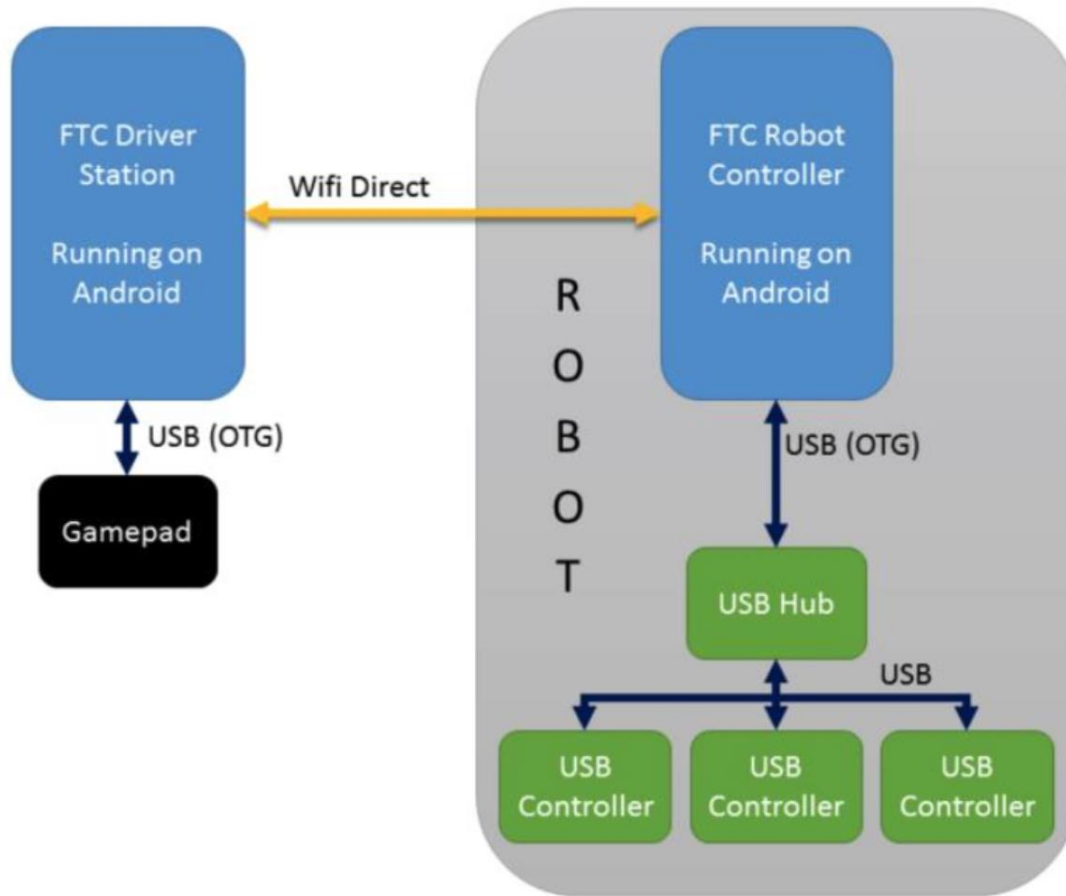 FTC Driver
Station
Running on
Android
Wifi Direct
FTC Robot
Controller
Running on
Android
R
O
B
O
T
USB (OTG)
Gamepad
USB (OTG)
USB Hub
USB
USB
Controller
USB
Controller
USB
Controller